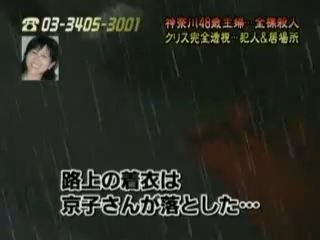 ☎03-3405-3001
神奈川48歳主婦…全裸殺人
クリス完全透視…犯人&居場所
路上の着衣は
京子さんが落とした…